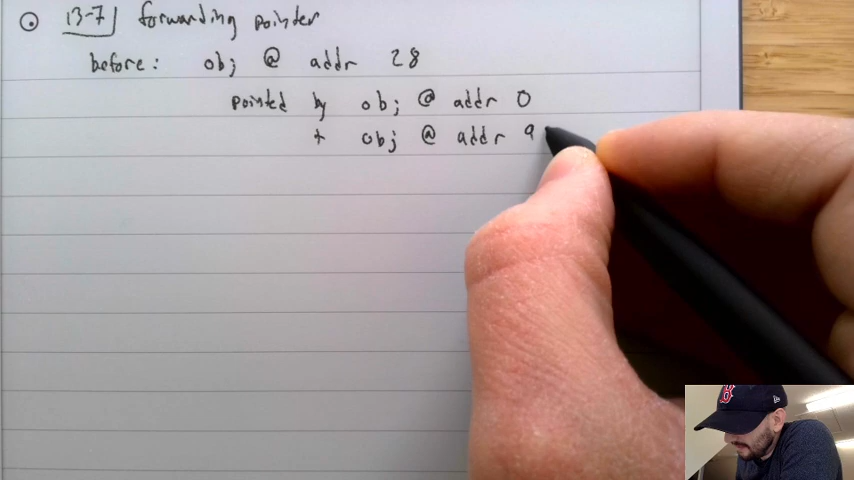 ⊙ 13-7] forwarding pointer
before: obj @ addr 28
pointed by obj @ addr 0
+ obj @ addr 9
B